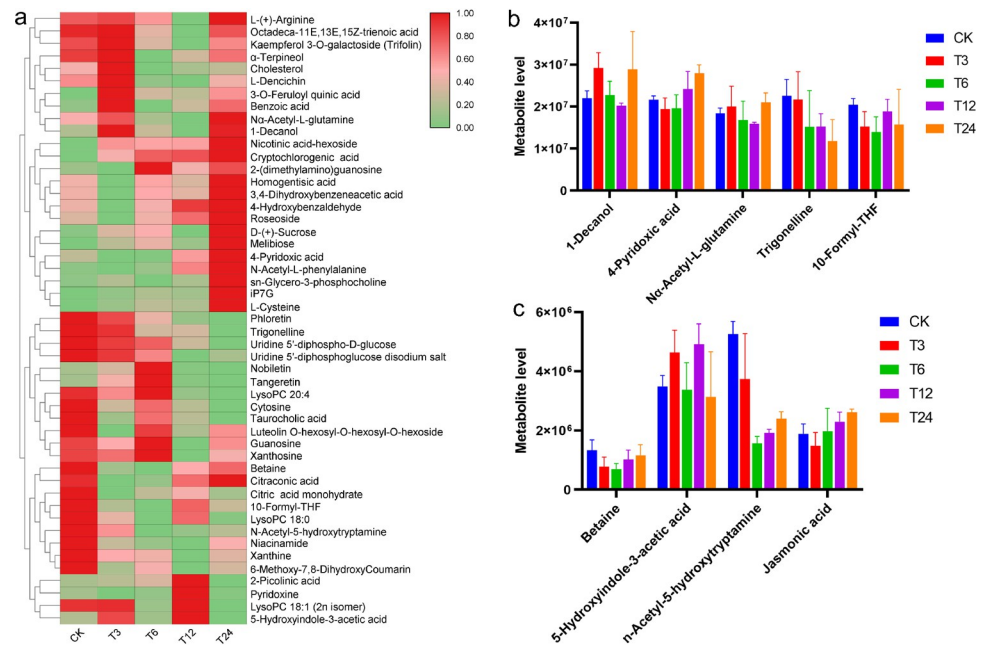 a
L-(+)-Arginine
Octadeca-11E,13E,15Z-trienoic acid
Kaempferol 3-O-galactoside (Trifolin)
α-Terpineol
Cholesterol
L-Dencichin
3-O-Feruloyl quinic acid
Benzoic acid
Nα-Acetyl-L-glutamine
1-Decanol
Nicotinic acid-hexoside
Cryptochlorogenic acid
2-(dimethylamino)guanosine
Homogentisic acid
3,4-Dihydroxybenzeneacetic acid
4-Hydroxybenzaldehyde
Roseoside
D-(+)-Sucrose
Melibiose
4-Pyridoxic acid
N-Acetyl-L-phenylalanine
sn-Glycero-3-phosphocholine
iP7G
L-Cysteine
Phloretin
Trigonelline
Uridine 5'-diphospho-D-glucose
Uridine 5'-diphosphoglucose disodium salt
Nobiletin
Tangeretin
LysoPC 20:4
Cytosine
Taurocholic acid
Luteolin O-hexosyl-O-hexosyl-O-hexoside
Guanosine
Xanthosine
Betaine
Citraconic acid
Citric acid monohydrate
10-Formyl-THF
LysoPC 18:0
N-Acetyl-5-hydroxytryptamine
Niacinamide
Xanthine
6-Methoxy-7,8-DihydroxyCoumarin
2-Picolinic acid
Pyridoxine
LysoPC 18:1 (2n isomer)
5-Hydroxyindole-3-acetic acid
CK T3 T6 T12 T24
1.00
0.80
0.60
0.40
0.20
0.00
b
Metabolite level
4×10⁷
3×10⁷
2×10⁷
1×10⁷
0
1-Decanol
4-Pyridoxic acid
Nα-Acetyl-L-glutamine
Trigonelline
10-Formyl-THF
CK
T3
T6
T12
T24
c
Metabolite level
6×10⁶
4×10⁶
2×10⁶
0
Betaine
5-Hydroxyindole-3-acetic acid
n-Acetyl-5-hydroxytryptamine
Jasmonic acid
CK
T3
T6
T12
T24